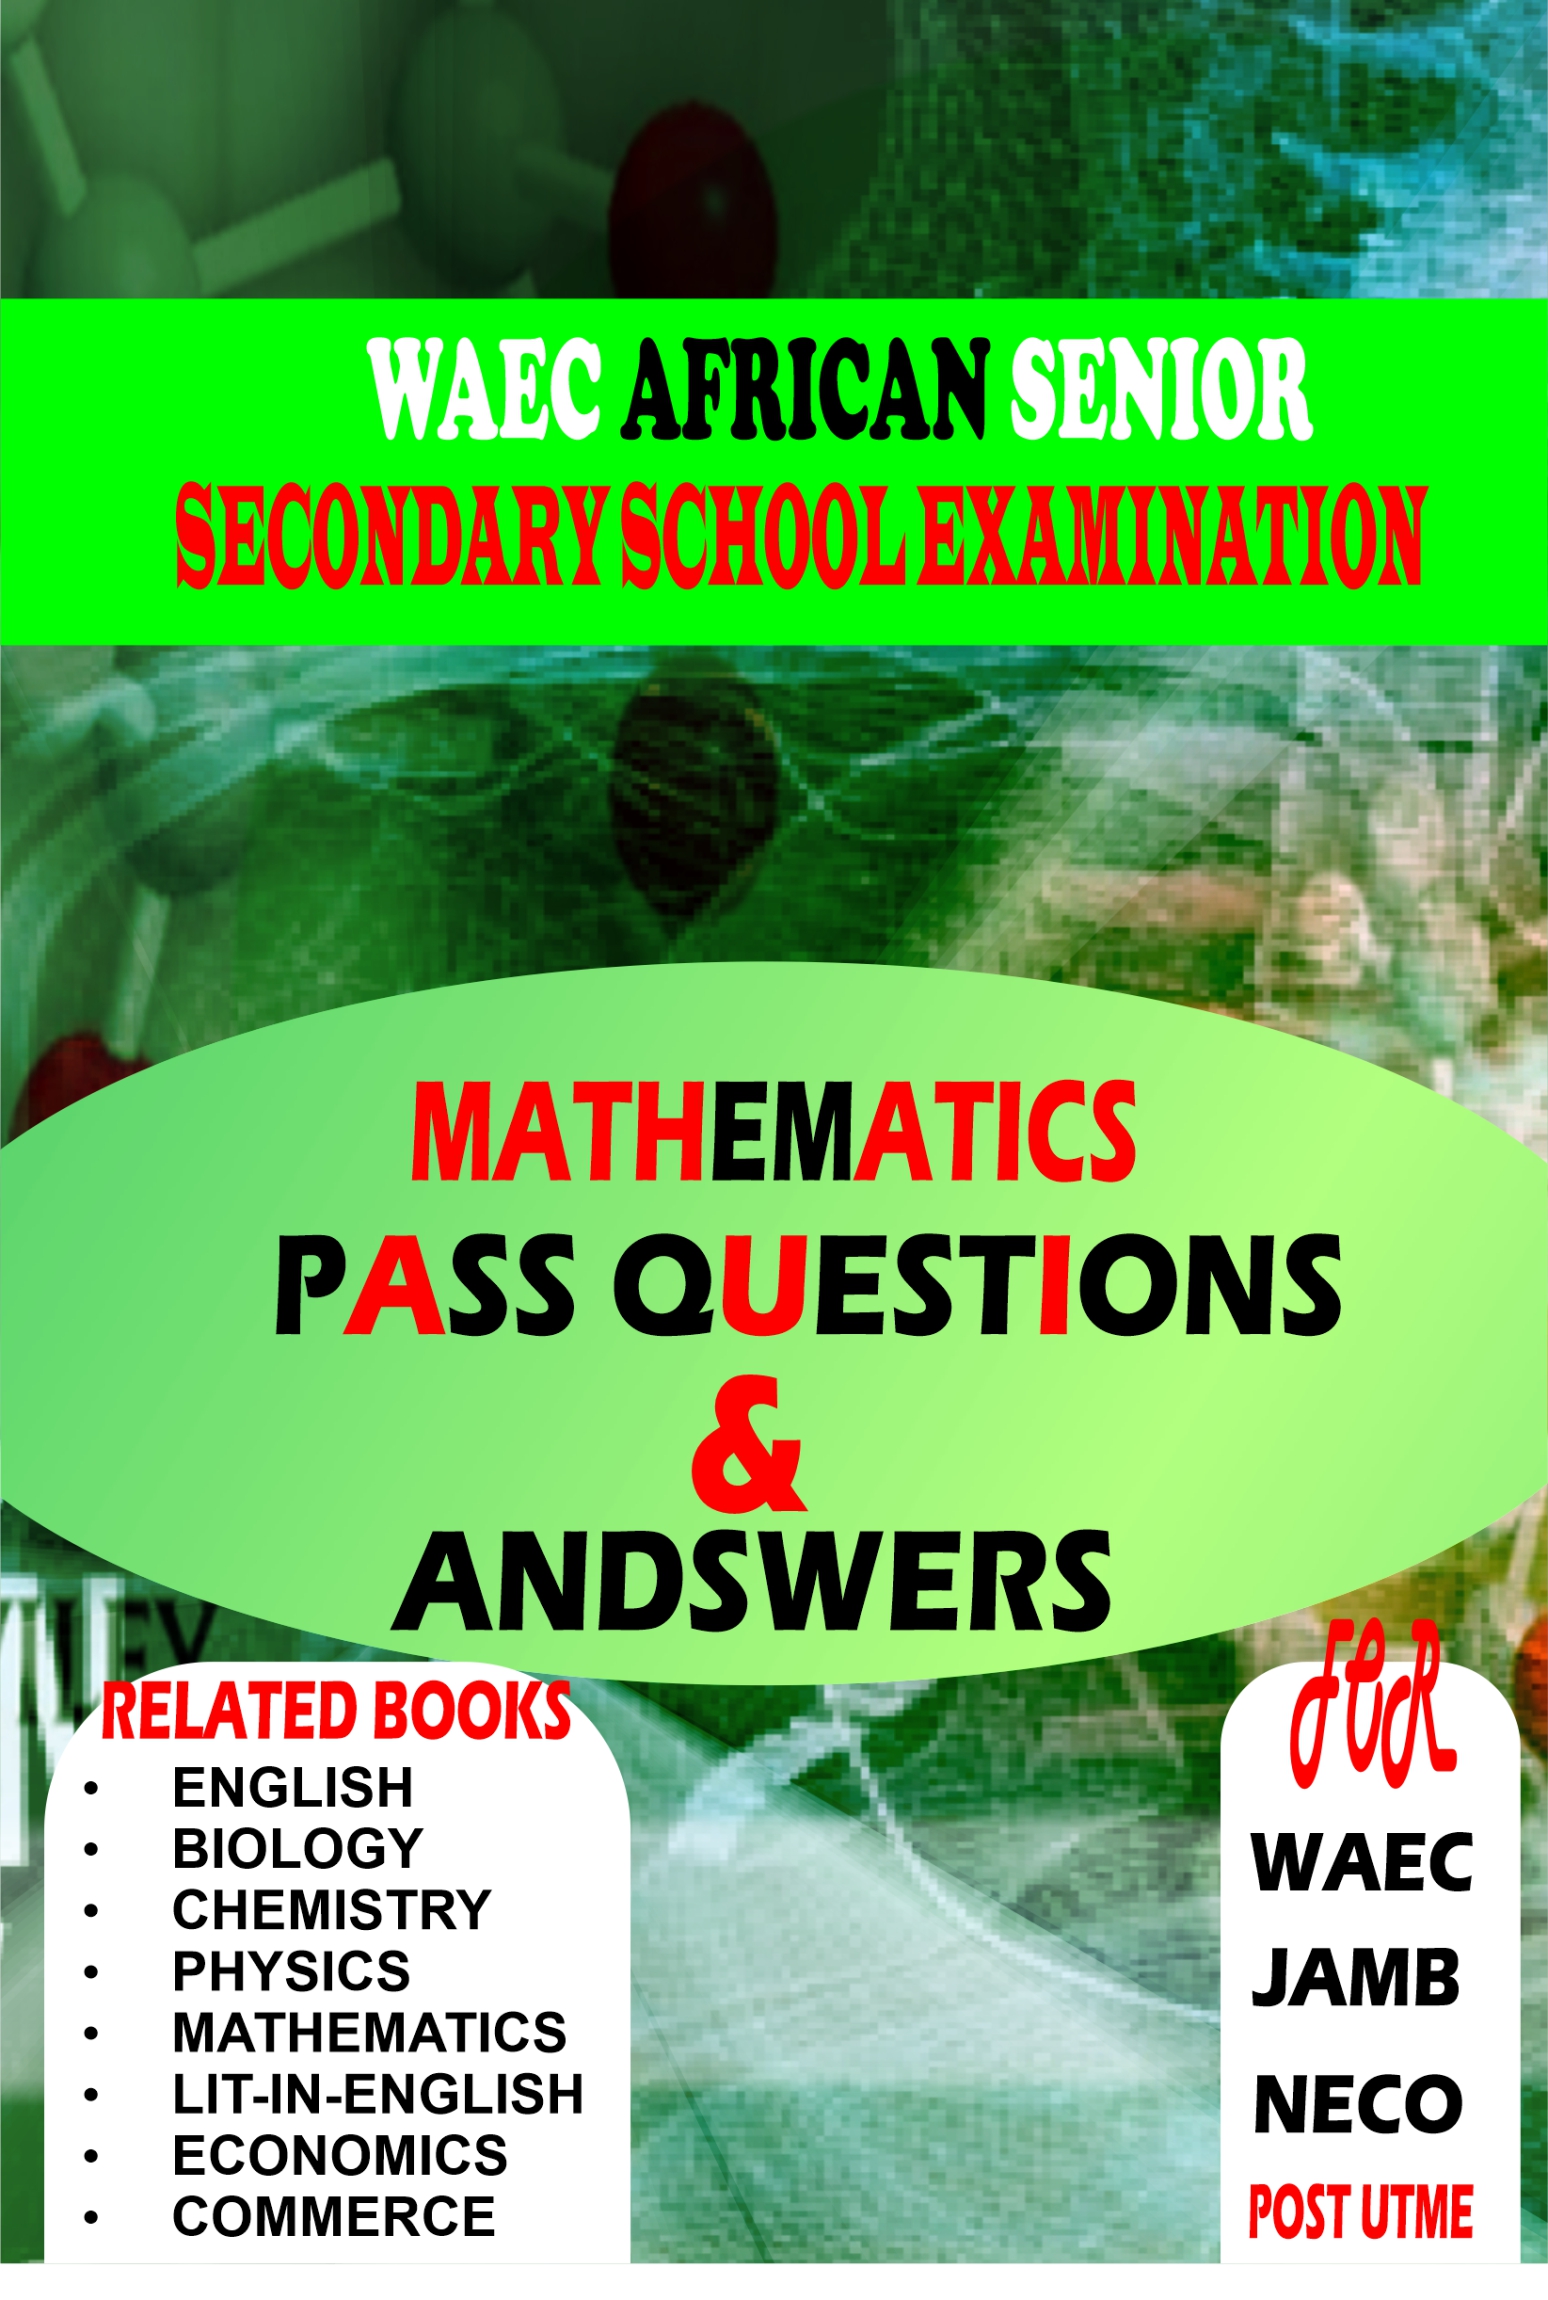 WAEC AFRICAN SENIOR
SECONDARY SCHOOL EXAMINATION
MATHEMATICS
PASS QUESTIONS
&
ANDSWERS
RELATED BOOKS
• ENGLISH
• BIOLOGY
• CHEMISTRY
• PHYSICS
• MATHEMATICS
• LIT-IN-ENGLISH
• ECONOMICS
• COMMERCE
FOR
WAEC
JAMB
NECO
POST UTME